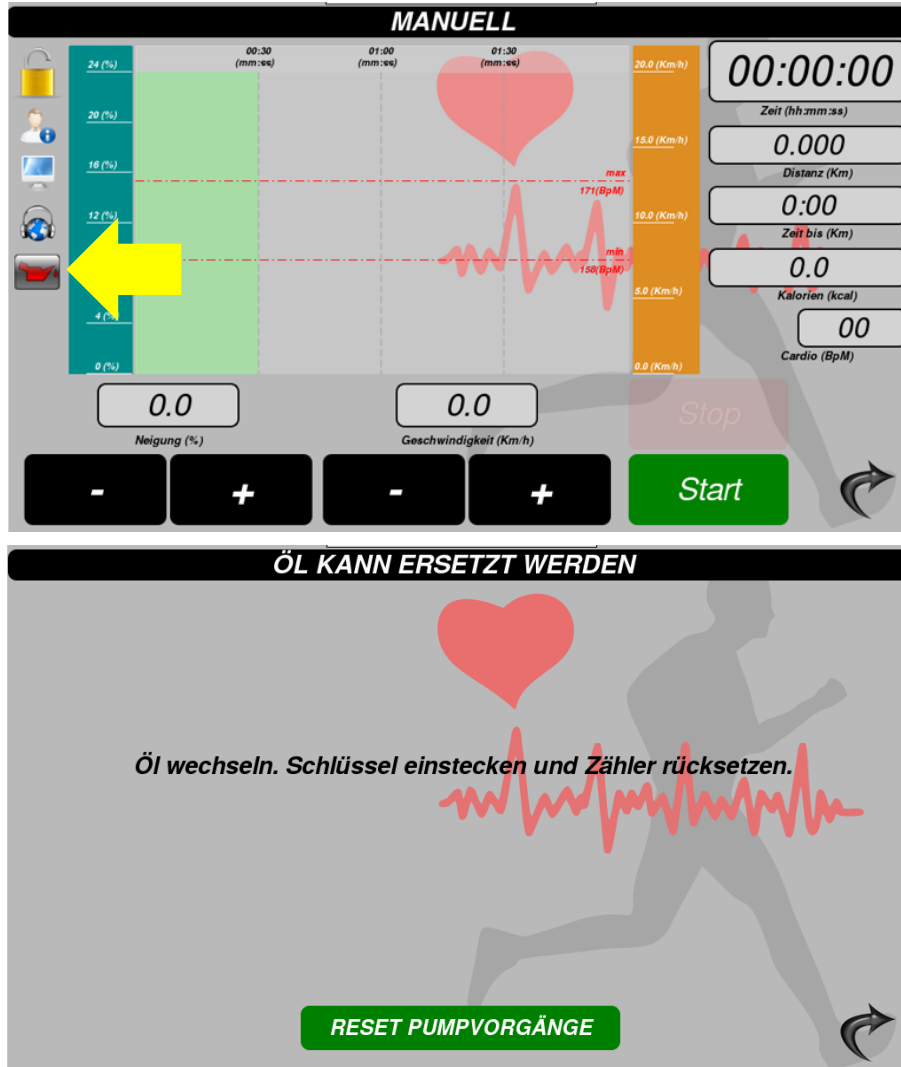 MANUELL
00:30
(mm:ss)
01:00
(mm:ss)
01:30
(mm:ss)
24 (%)
20 (%)
16 (%)
12 (%)
4 (%)
0 (%)
max
171(BpM)
min
158(BpM)
20.0 (Km/h)
15.0 (Km/h)
10.0 (Km/h)
5.0 (Km/h)
0.0 (Km/h)
00:00:00
Zeit (hh:mm:ss)
0.000
Distanz (Km)
0:00
Zeit bis (Km)
0.0
Kalorien (kcal)
00
Cardio (BpM)
0.0
Neigung (%)
0.0
Geschwindigkeit (Km/h)
Stop
- + - +
Start
ÖL KANN ERSETZT WERDEN
Öl wechseln. Schlüssel einstecken und Zähler rücksetzen.
RESET PUMPVORGÄNGE